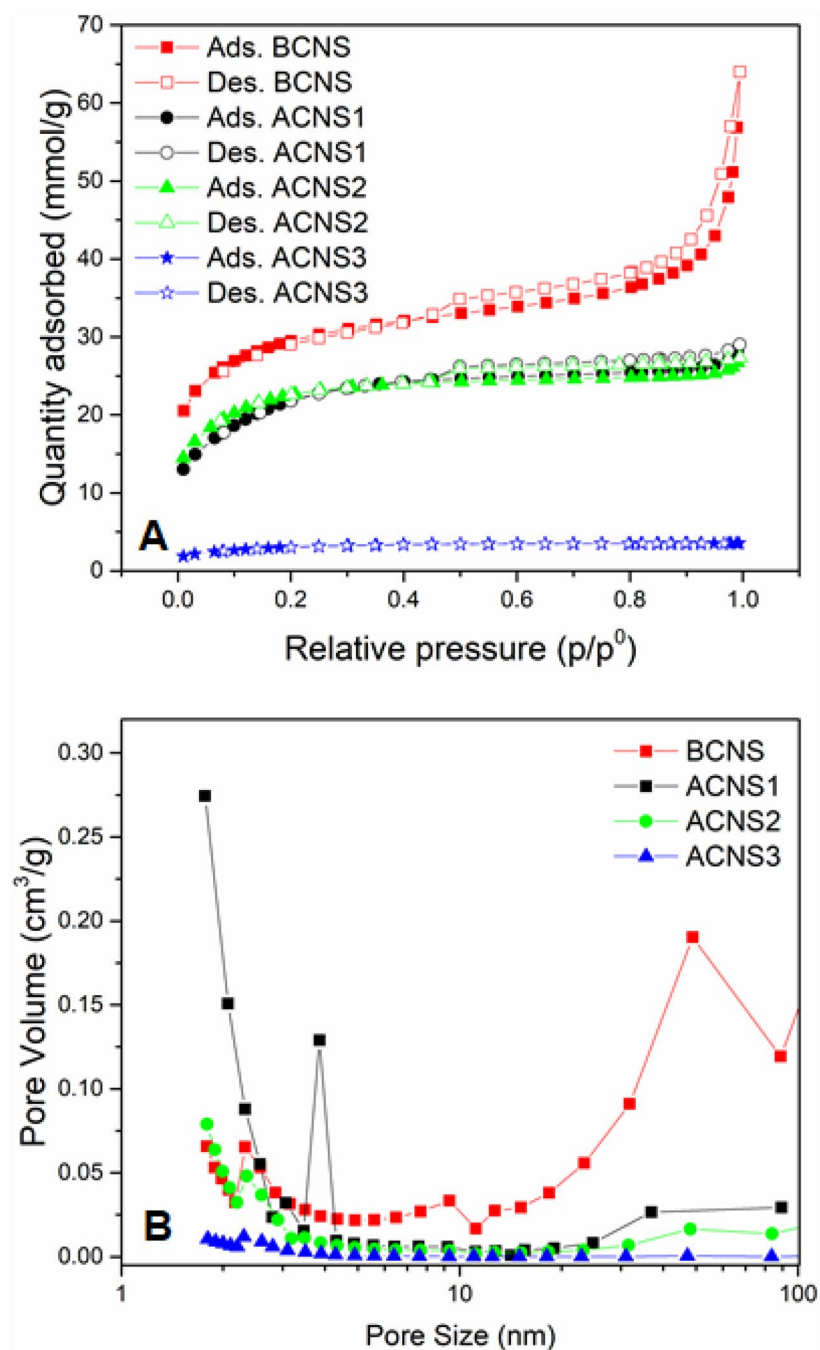 70
60
50
40
30
20
10
0
Quantity adsorbed (mmol/g)
Ads. BCNS
Des. BCNS
Ads. ACNS1
Des. ACNS1
Ads. ACNS2
Des. ACNS2
Ads. ACNS3
Des. ACNS3
A
0.0 0.2 0.4 0.6 0.8 1.0
Relative pressure (p/p⁰)
0.30
0.25
0.20
0.15
0.10
0.05
0.00
Pore Volume (cm³/g)
BCNS
ACNS1
ACNS2
ACNS3
B
1 10 100
Pore Size (nm)